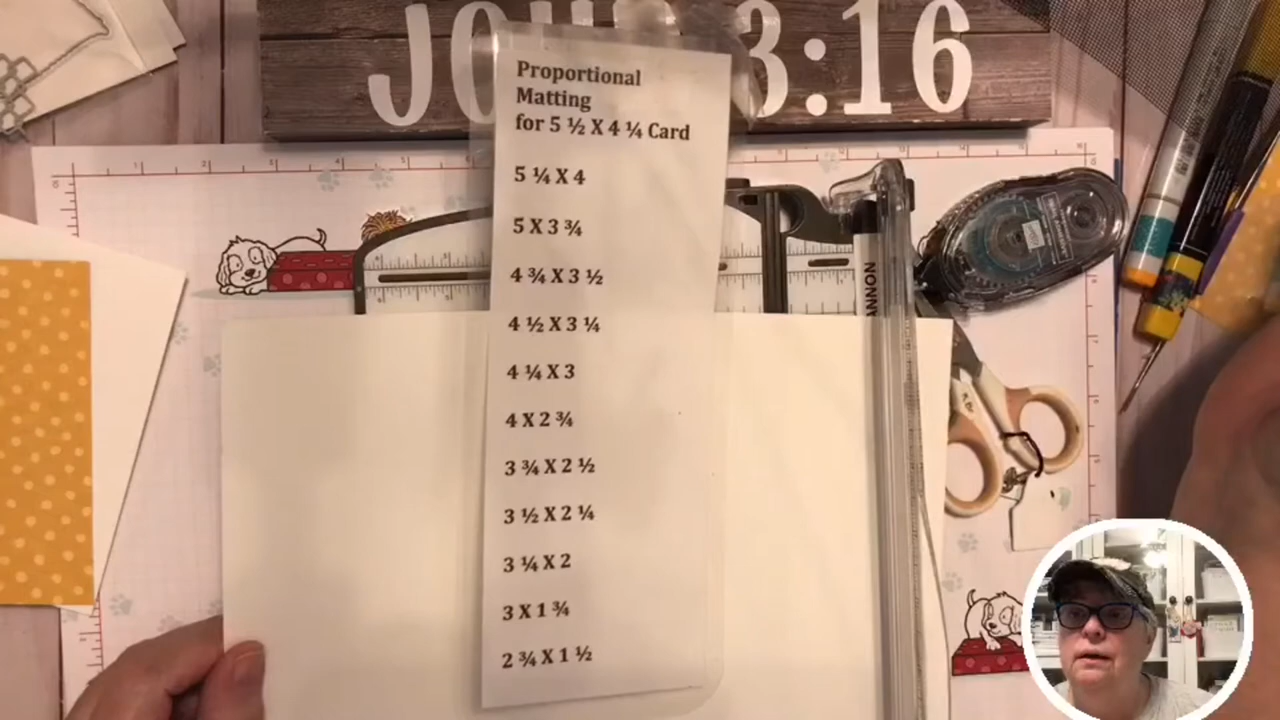 JOHN 3:16
Proportional
Matting
for 5 ½ X 4 ¼ Card
5 ¼ X 4
5 X 3 ¾
4 ¾ X 3 ½
4 ½ X 3 ¼
4 ¼ X 3
4 X 2 ¾
3 ¾ X 2 ½
3 ½ X 2 ¼
3 ¼ X 2
3 X 1 ¾
2 ¾ X 1 ½
ANNON